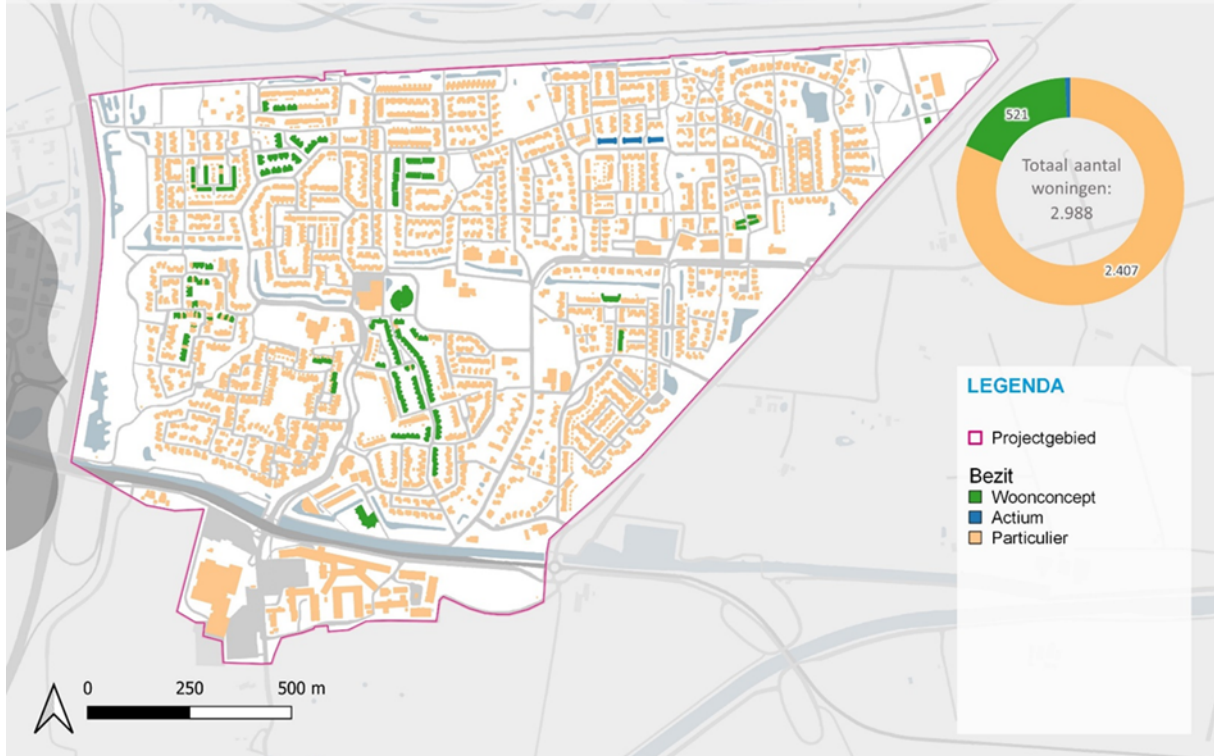 521
Totaal aantal
woningen:
2.988
2.407
LEGENDA
Projectgebied
Bezit
Woonconcept
Actium
Particulier
0 250 500 m